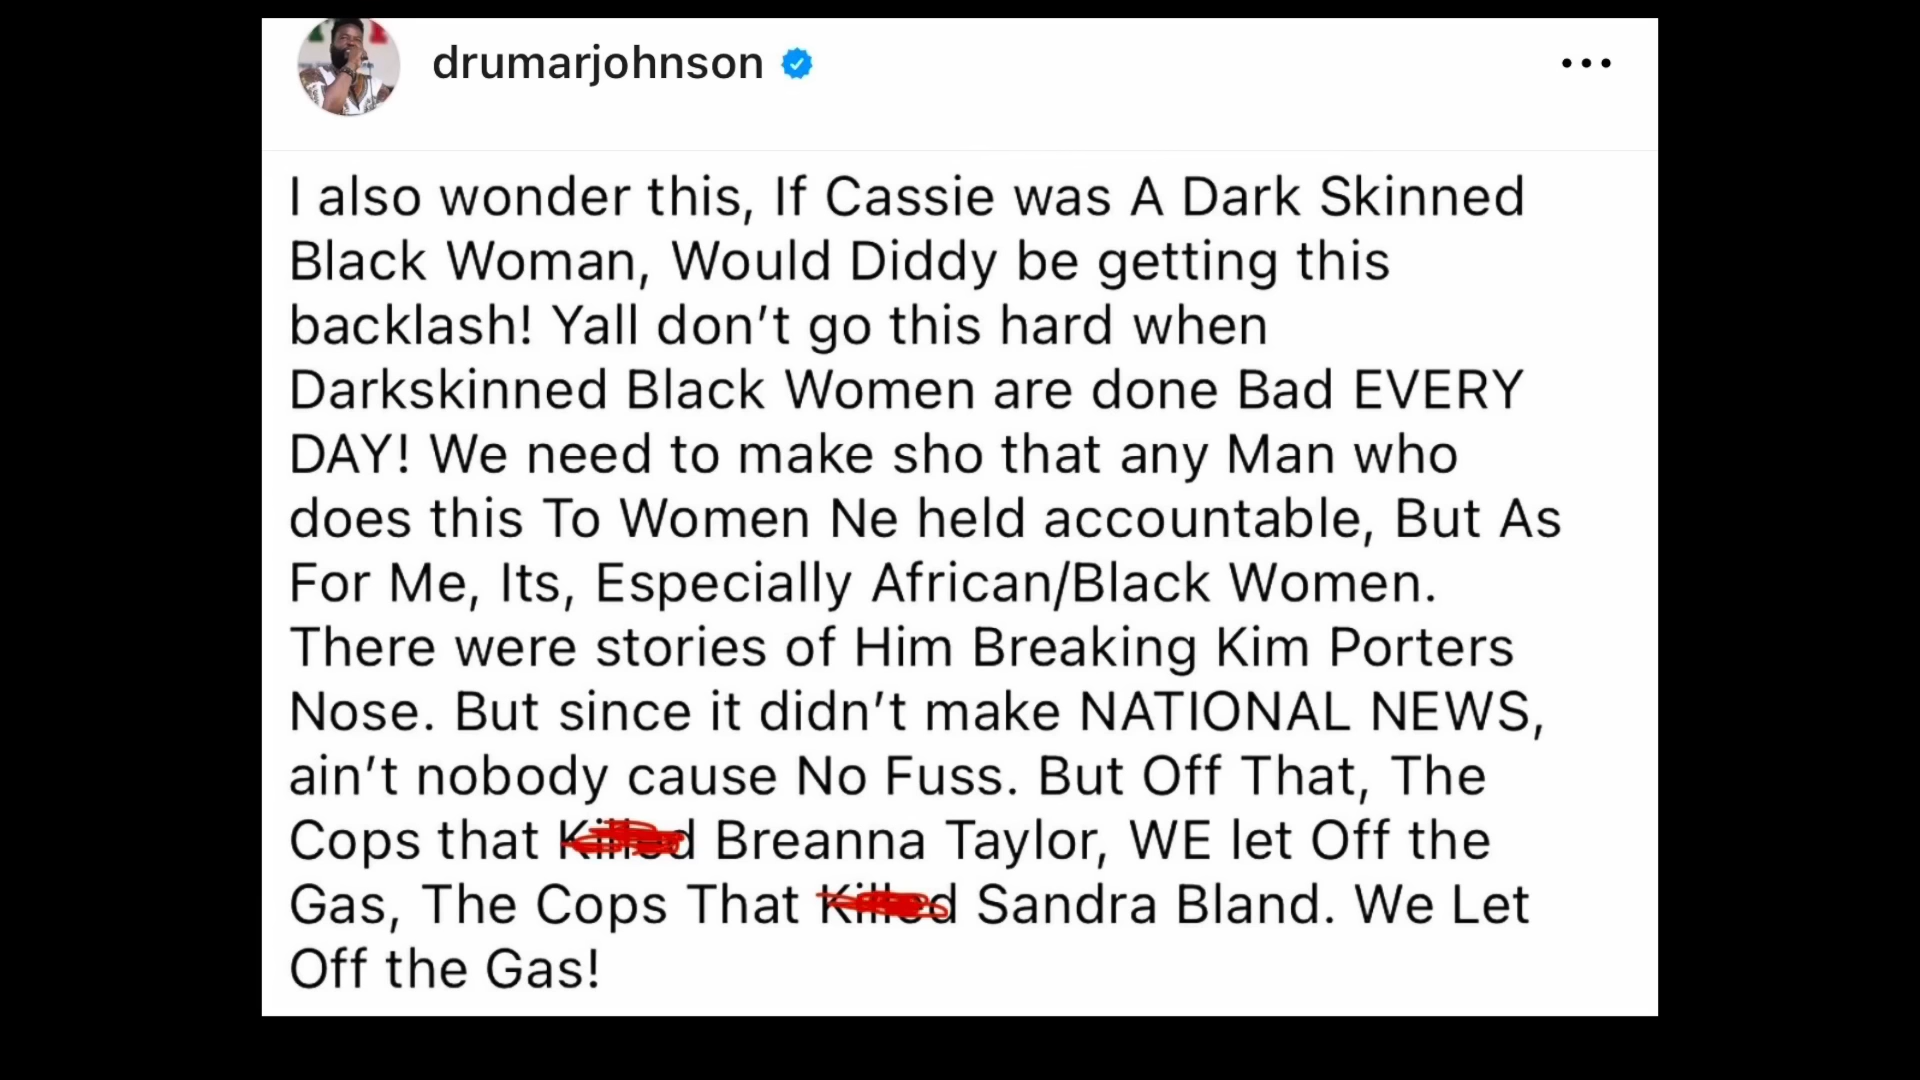 drumarjohnson
I also wonder this, If Cassie was A Dark Skinned
Black Woman, Would Diddy be getting this
backlash! Yall don't go this hard when
Darkskinned Black Women are done Bad EVERY
DAY! We need to make sho that any Man who
does this To Women Ne held accountable, But As
For Me, Its, Especially African/Black Women.
There were stories of Him Breaking Kim Porters
Nose. But since it didn't make NATIONAL NEWS,
ain't nobody cause No Fuss. But Off That, The
Cops that Killed Breanna Taylor, WE let Off the
Gas, The Cops That Killed Sandra Bland. We Let
Off the Gas!